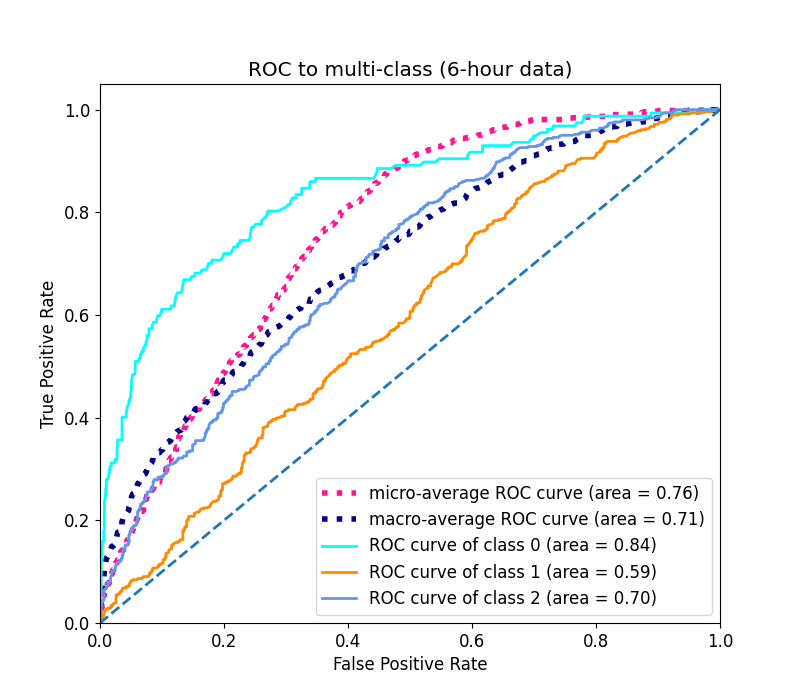 ROC to multi-class (6-hour data)
True Positive Rate
1.0
0.8
0.6
0.4
0.2
0.0
micro-average ROC curve (area = 0.76)
macro-average ROC curve (area = 0.71)
ROC curve of class 0 (area = 0.84)
ROC curve of class 1 (area = 0.59)
ROC curve of class 2 (area = 0.70)
0.0 0.2 0.4 0.6 0.8 1.0
False Positive Rate